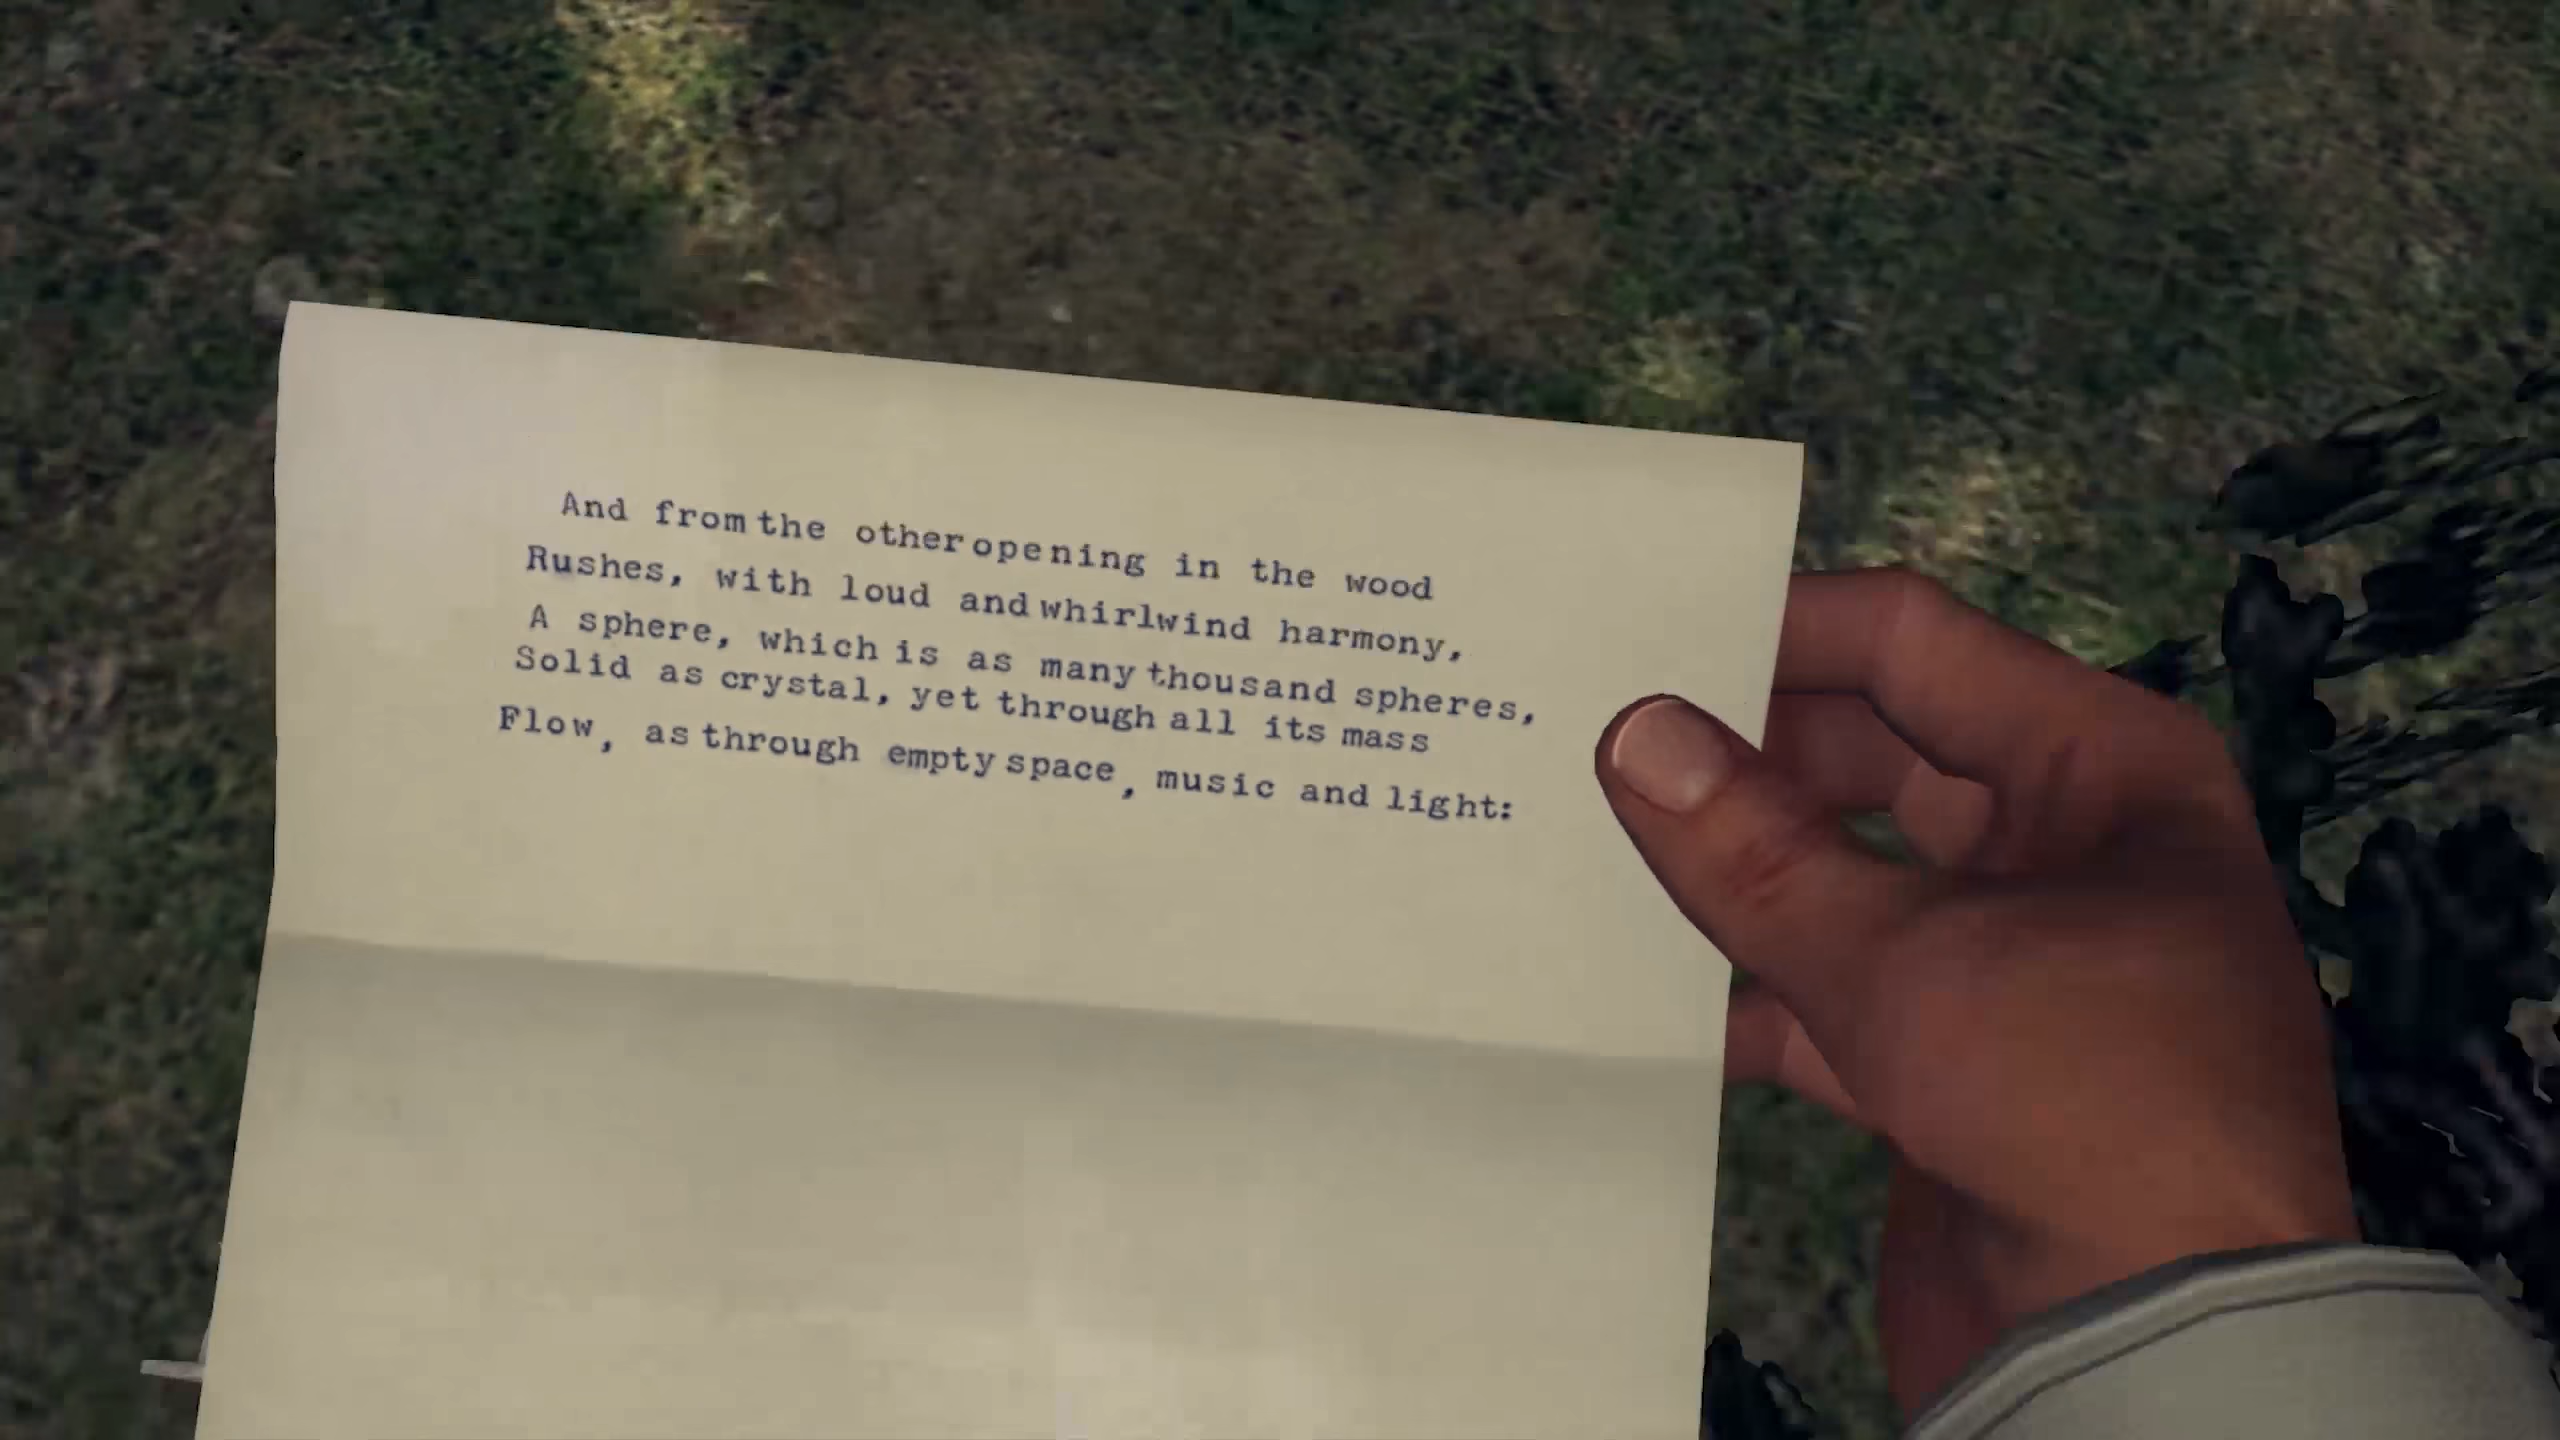 And from the other opening in the wood
Rushes, with loud and whirlwind harmony,
A sphere, which is as many thousand spheres,
Solid as crystal, yet through all its mass
Flow, as through empty space, music and light: